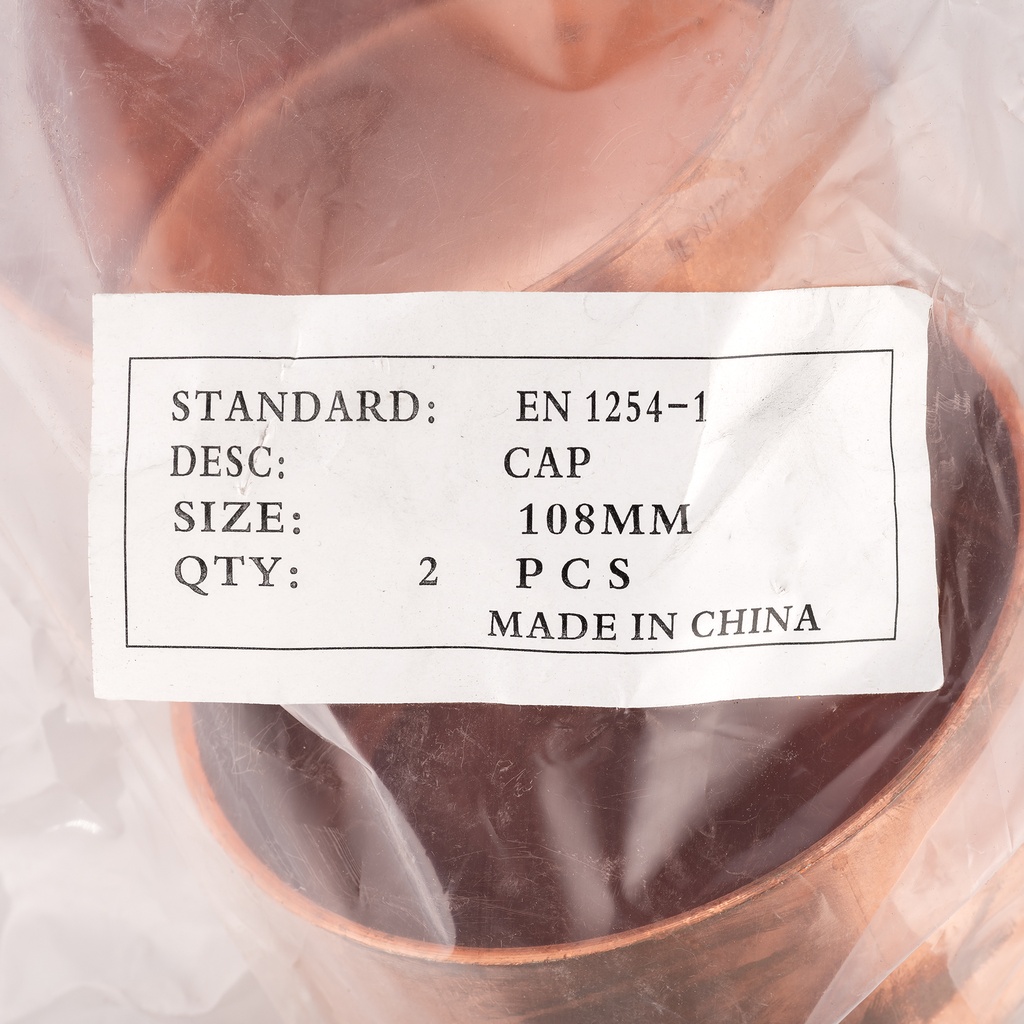 STANDARD: EN 1254-1
DESC: CAP
SIZE: 108MM
QTY: 2 PCS
MADE IN CHINA